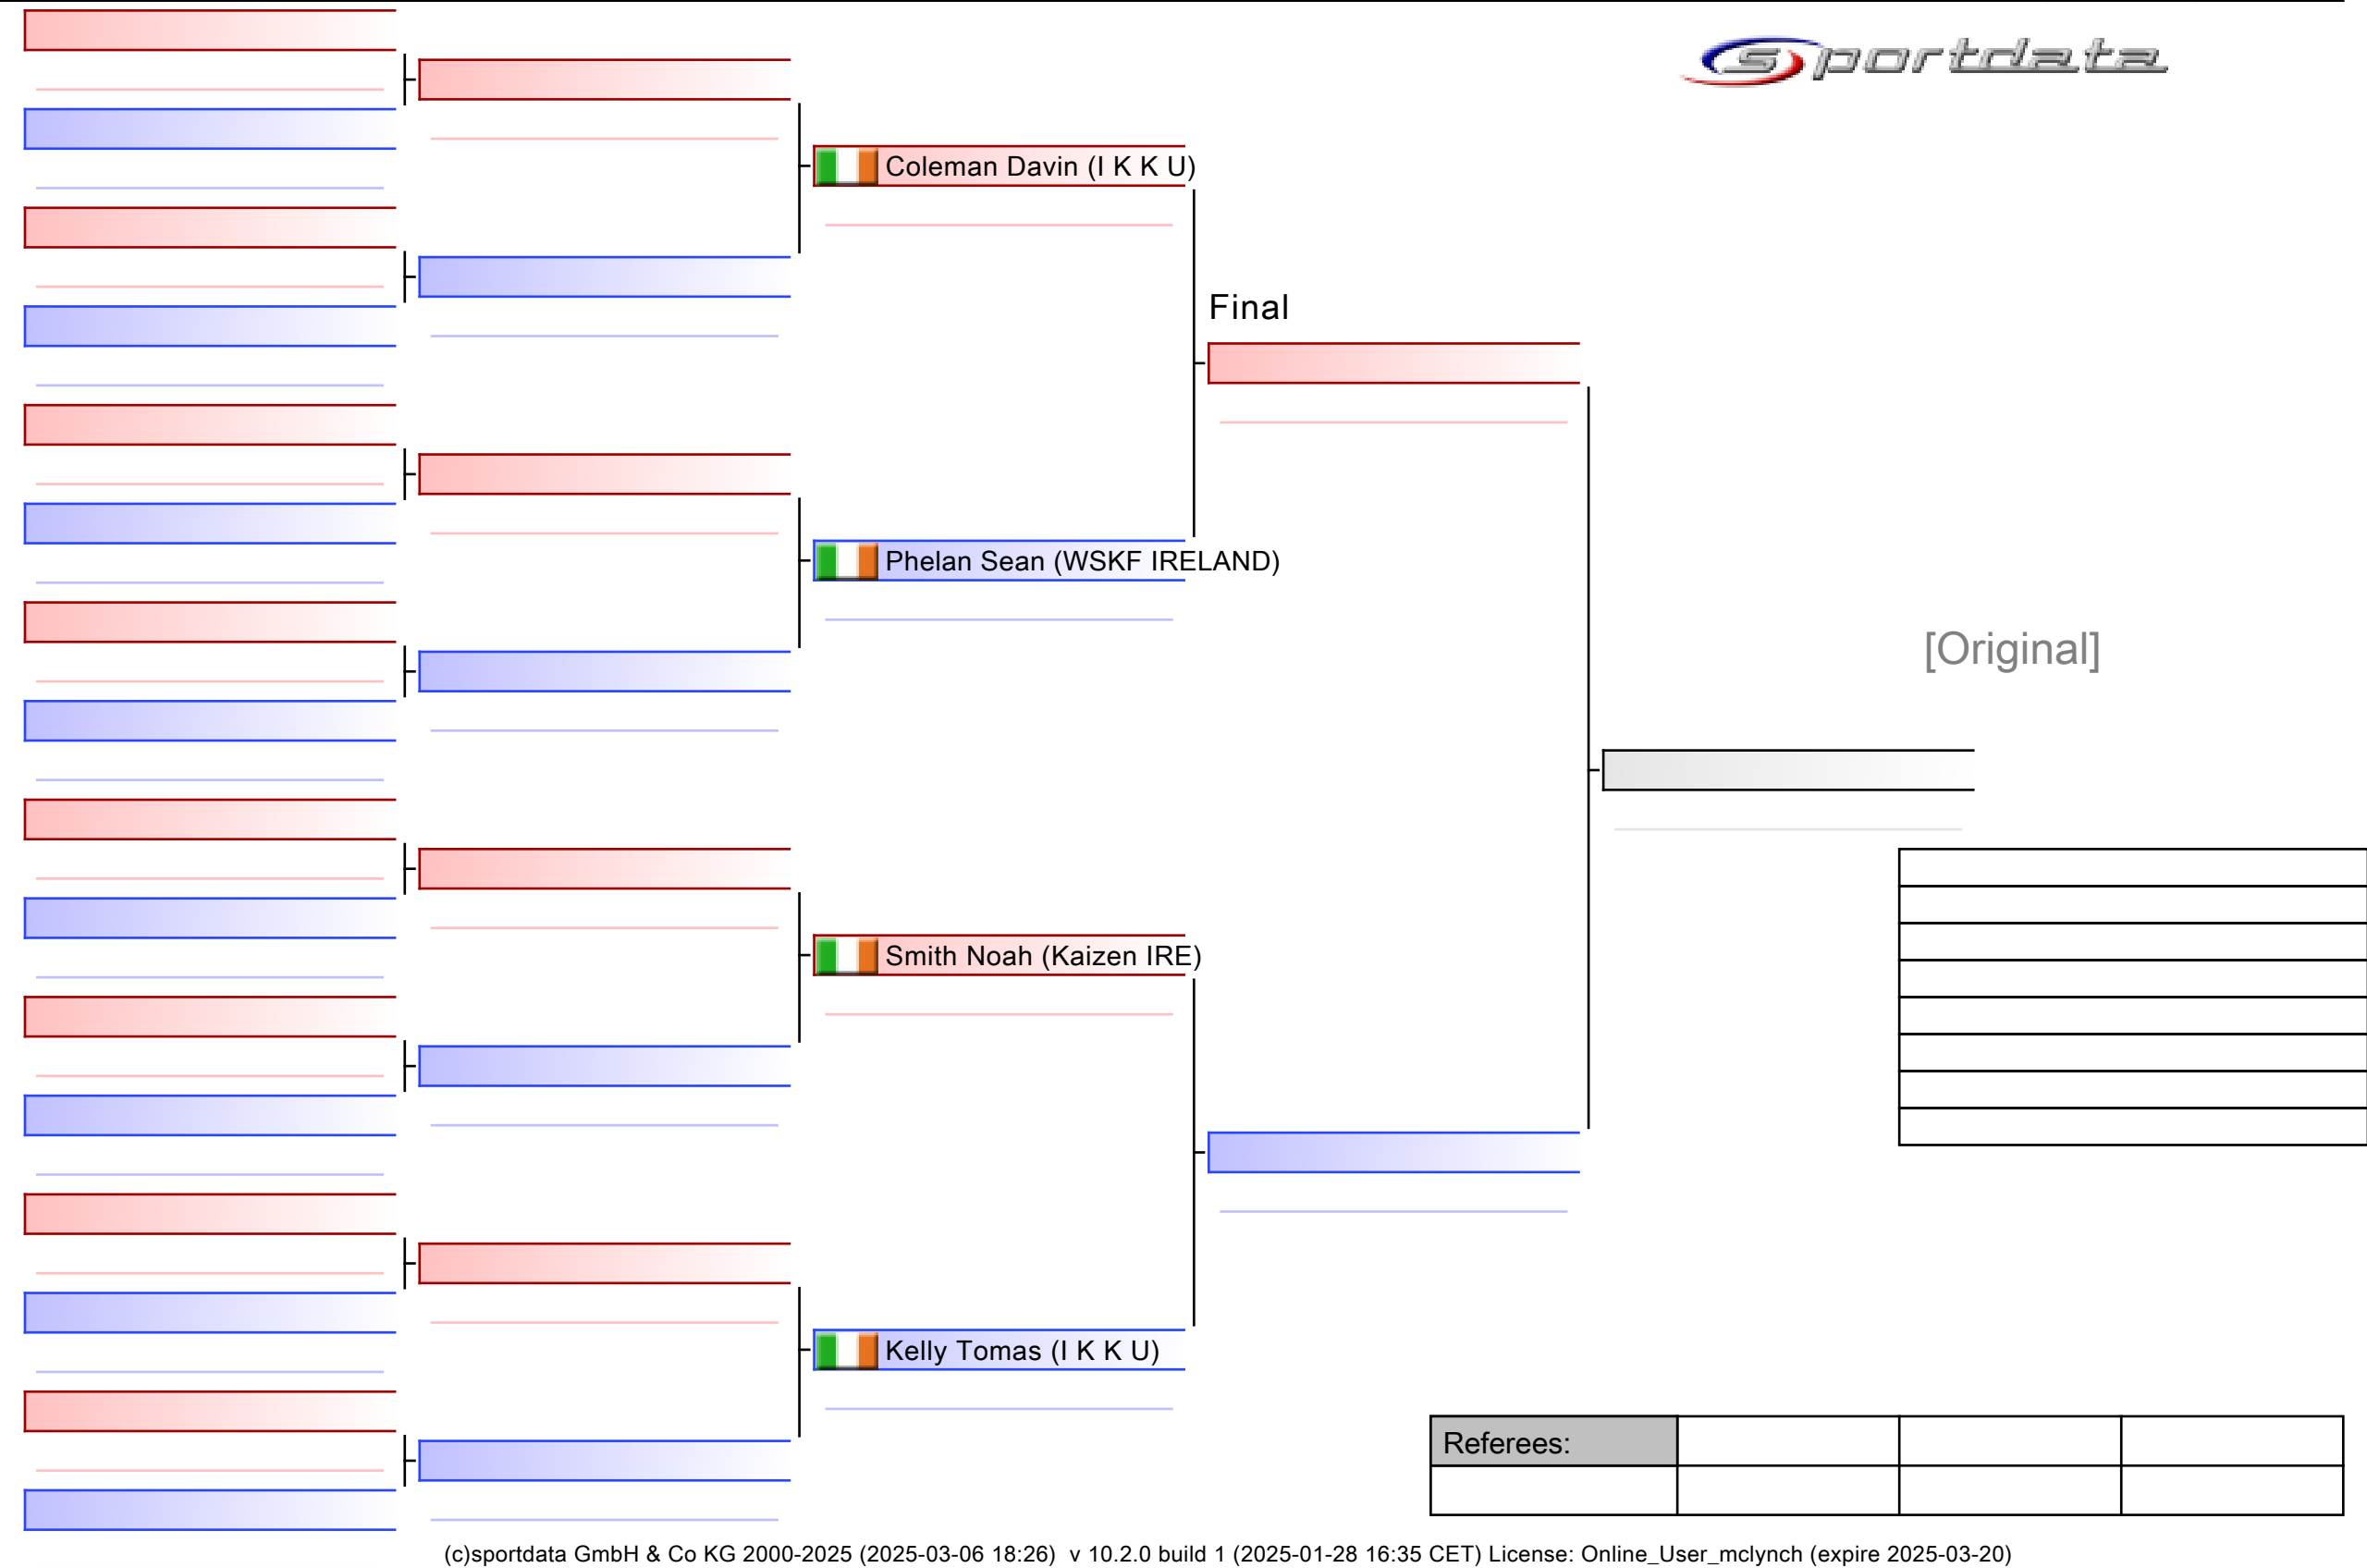 sportdata
Coleman Davin (I K K U)
Final
Phelan Sean (WSKF IRELAND)
[Original]
Smith Noah (Kaizen IRE)
Kelly Tomas (I K K U)
Referees:
(c)sportdata GmbH & Co KG 2000-2025 (2025-03-06 18:26)  v 10.2.0 build 1 (2025-01-28 16:35 CET) License: Online_User_mclynch (expire 2025-03-20)